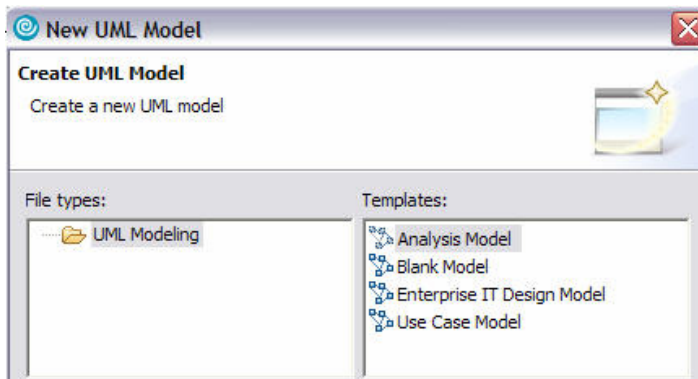 New UML Model
Create UML Model
Create a new UML model
File types:
UML Modeling
Templates:
Analysis Model
Blank Model
Enterprise IT Design Model
Use Case Model